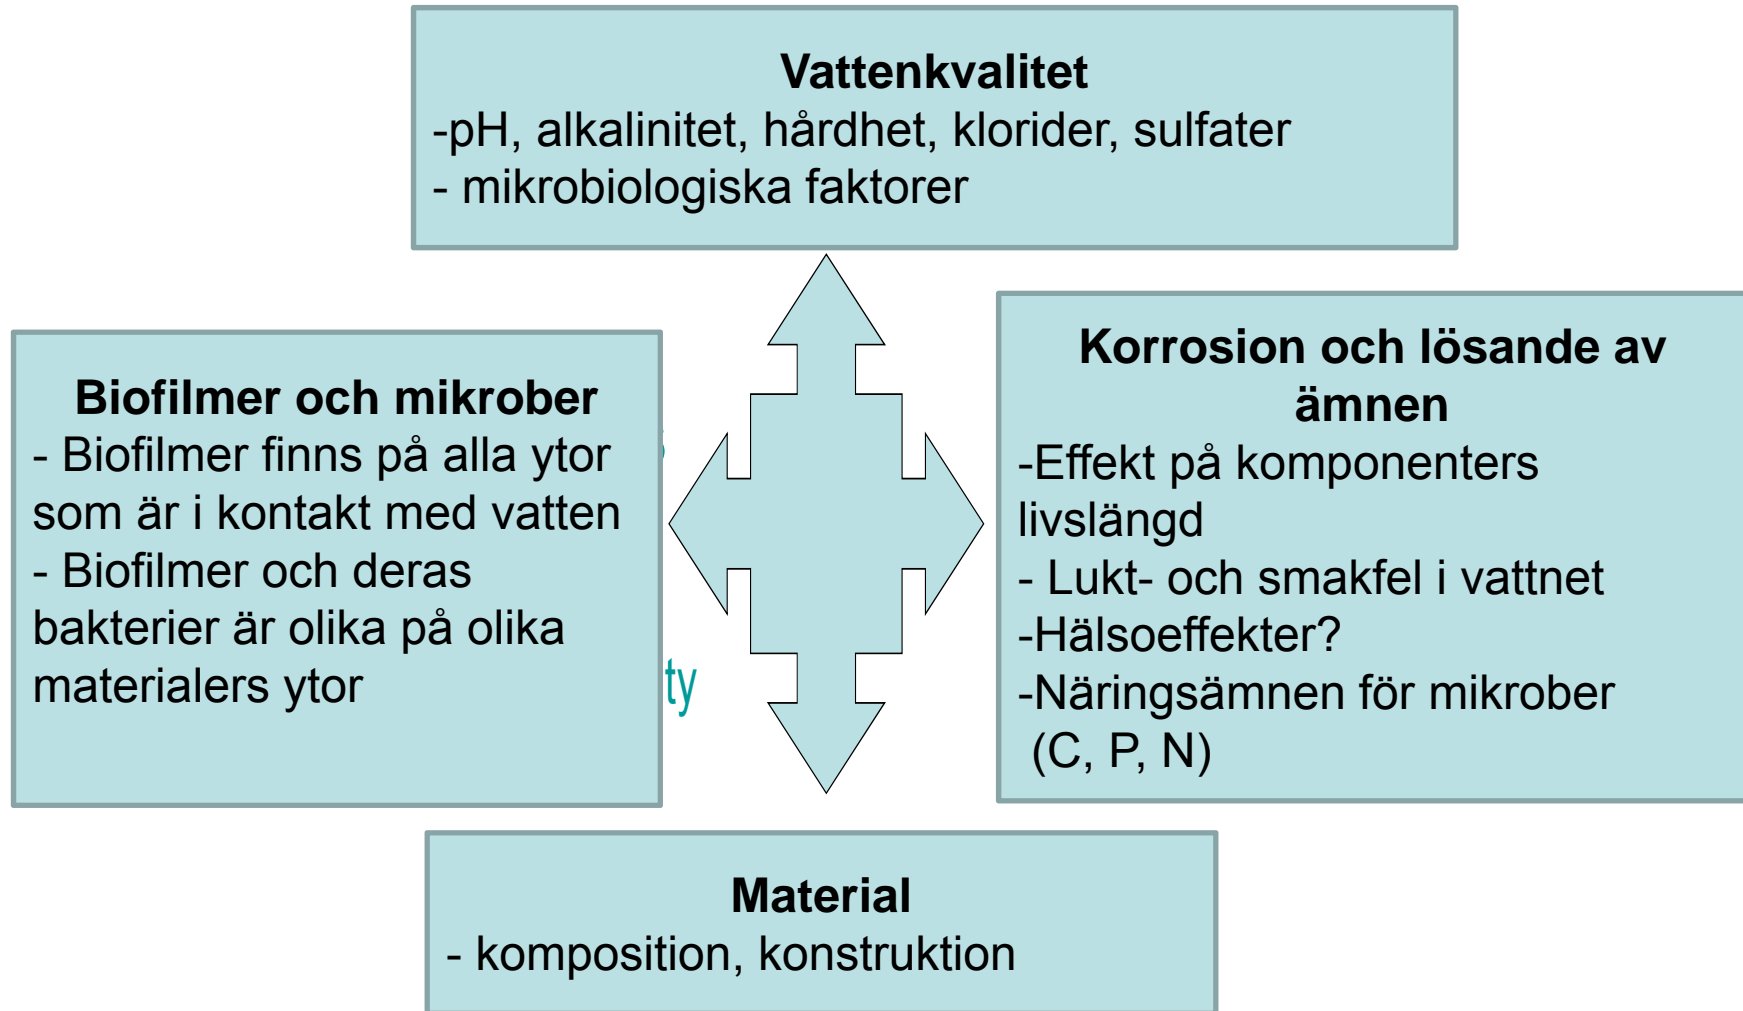 Vattenkvalitet
-pH, alkalinitet, hårdhet, klorider, sulfater
- mikrobiologiska faktorer
Biofilmer och mikrober
- Biofilmer finns på alla ytor
som är i kontakt med vatten
- Biofilmer och deras
bakterier är olika på olika
materialers ytor
ty
Korrosion och lösande av
ämnen
-Effekt på komponenters
livslängd
- Lukt- och smakfel i vattnet
-Hälsoeffekter?
-Näringsämnen för mikrober
(C, P, N)
Material
- komposition, konstruktion